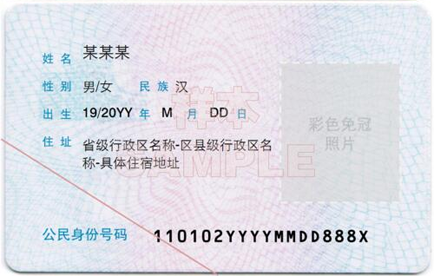 姓名 某某某
性别 男/女 民族 汉
出生 19/20YY 年 M 月 DD 日
住址 省级行政区名称-区县级行政区名
称-具体住宿地址
样本
SAMPLE
彩色免冠
照片
公民身份号码 110102YYYYMMDD888X